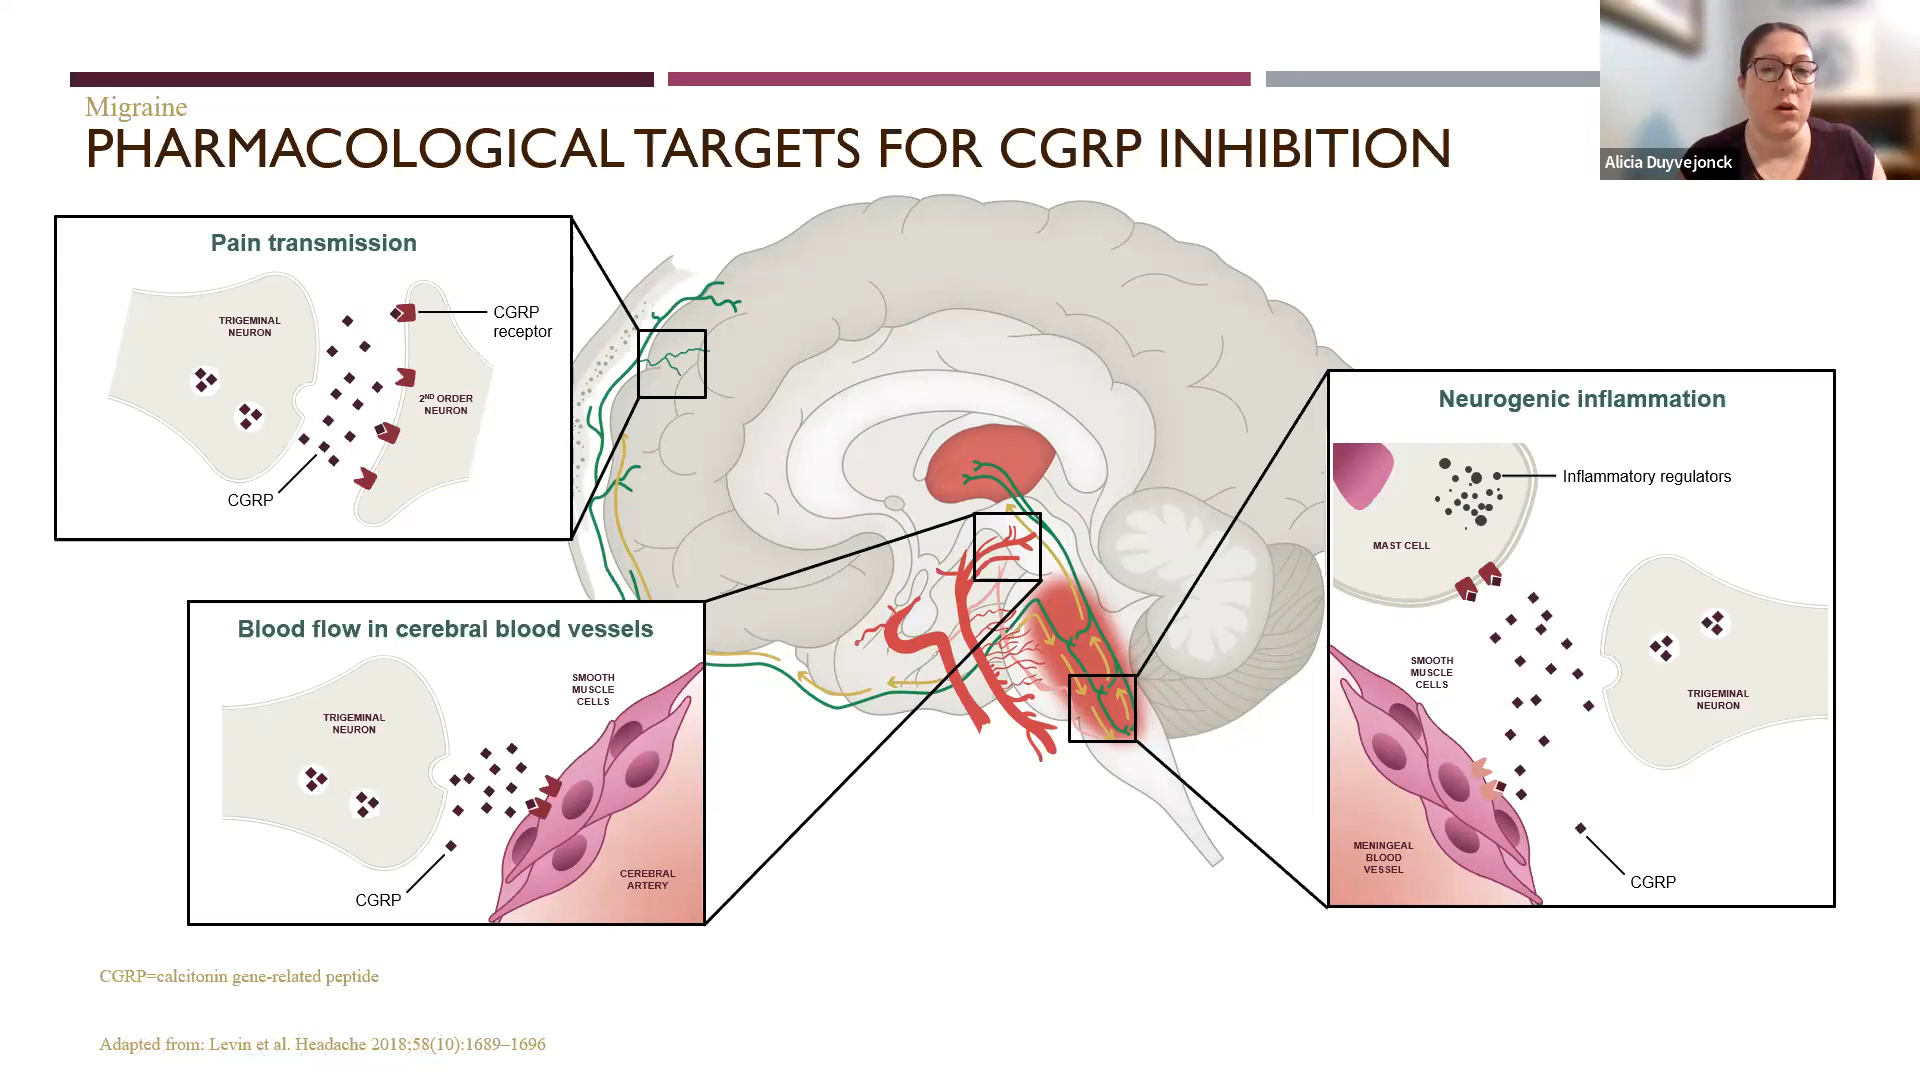 Migraine
PHARMACOLOGICAL TARGETS FOR CGRP INHIBITION
Alicia Duyvejonck
Pain transmission
TRIGEMINAL
NEURON
CGRP
receptor
2ND ORDER
NEURON
CGRP
Blood flow in cerebral blood vessels
SMOOTH
MUSCLE
CELLS
TRIGEMINAL
NEURON
CEREBRAL
ARTERY
CGRP
Neurogenic inflammation
Inflammatory regulators
MAST CELL
SMOOTH
MUSCLE
CELLS
TRIGEMINAL
NEURON
MENINGEAL
BLOOD
VESSEL
CGRP
CGRP=calcitonin gene-related peptide
Adapted from: Levin et al. Headache 2018;58(10):1689–1696